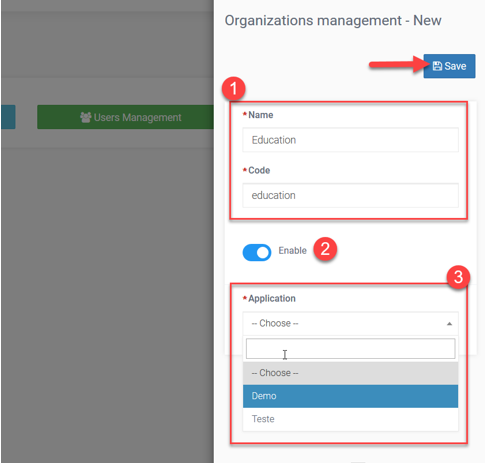 Organizations management - New
Save
1
* Name
Education
* Code
education
Users Management
Enable
2
3
* Application
-- Choose --
-- Choose --
Demo
Teste